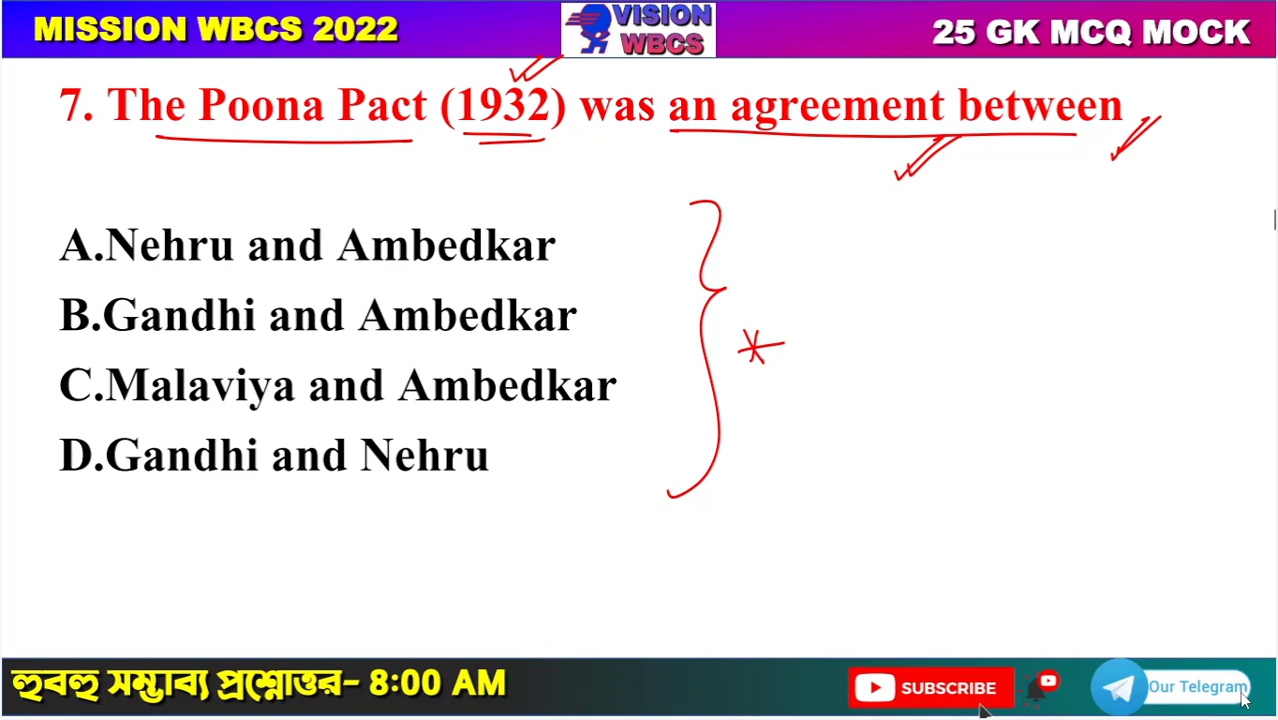 MISSION WBCS 2022
VISION
WBCS
25 GK MCQ MOCK
7. The Poona Pact (1932) was an agreement between
A.Nehru and Ambedkar
B.Gandhi and Ambedkar
C.Malaviya and Ambedkar
D.Gandhi and Nehru
হুবহু সম্ভাব্য প্রশ্নোত্তর- 8:00 AM
SUBSCRIBE
Our Telegram